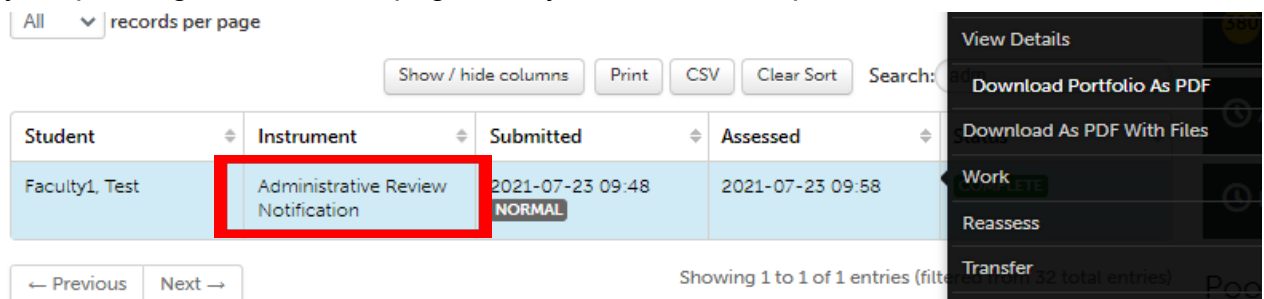 All records per page
View Details
380
Show / hide columns Print CSV Clear Sort Search:
Download Portfolio As PDF
Student Instrument Submitted Assessed Status
Download As PDF With Files
Faculty1, Test Administrative Review Notification 2021-07-23 09:48 NORMAL 2021-07-23 09:58 COMPLETE
Work
Reassess
Transfer
← Previous Next →
Showing 1 to 1 of 1 entries (filtered from 32 total entries)